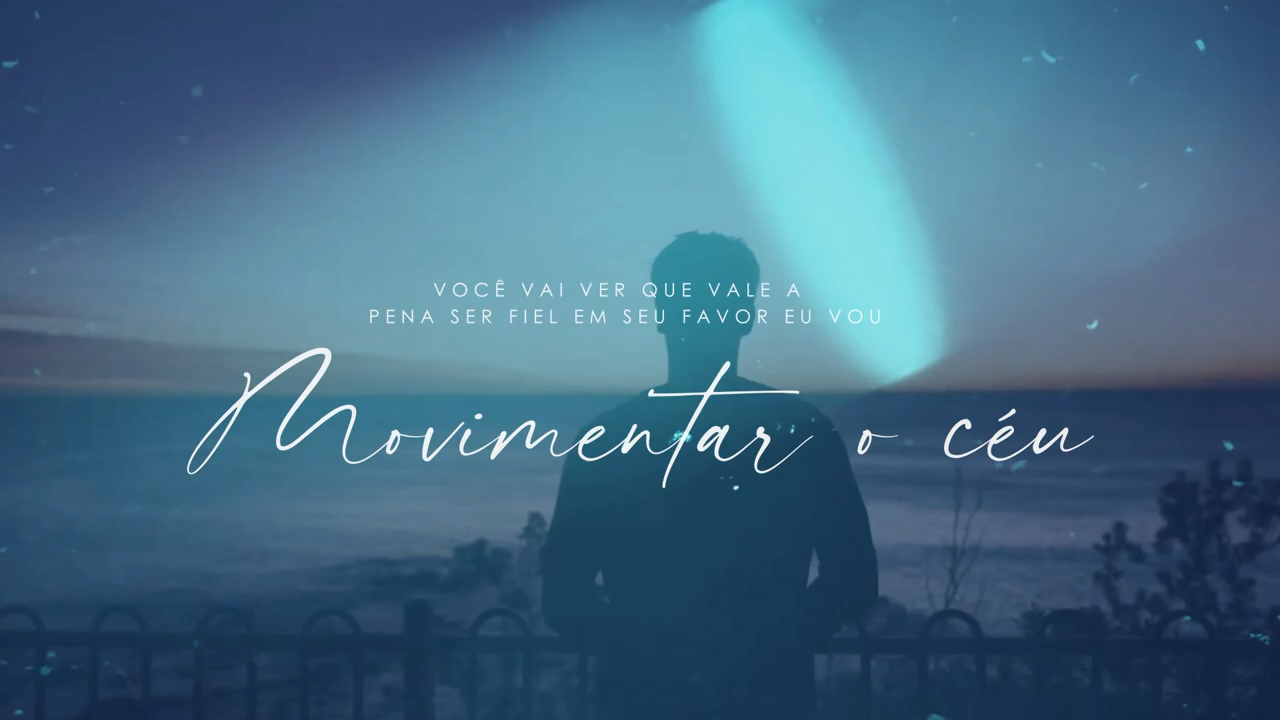 VOCÊ VAI VER QUE VALE A
PENA SER FIEL EM SEU FAVOR EU VOU
Movimentar o céu